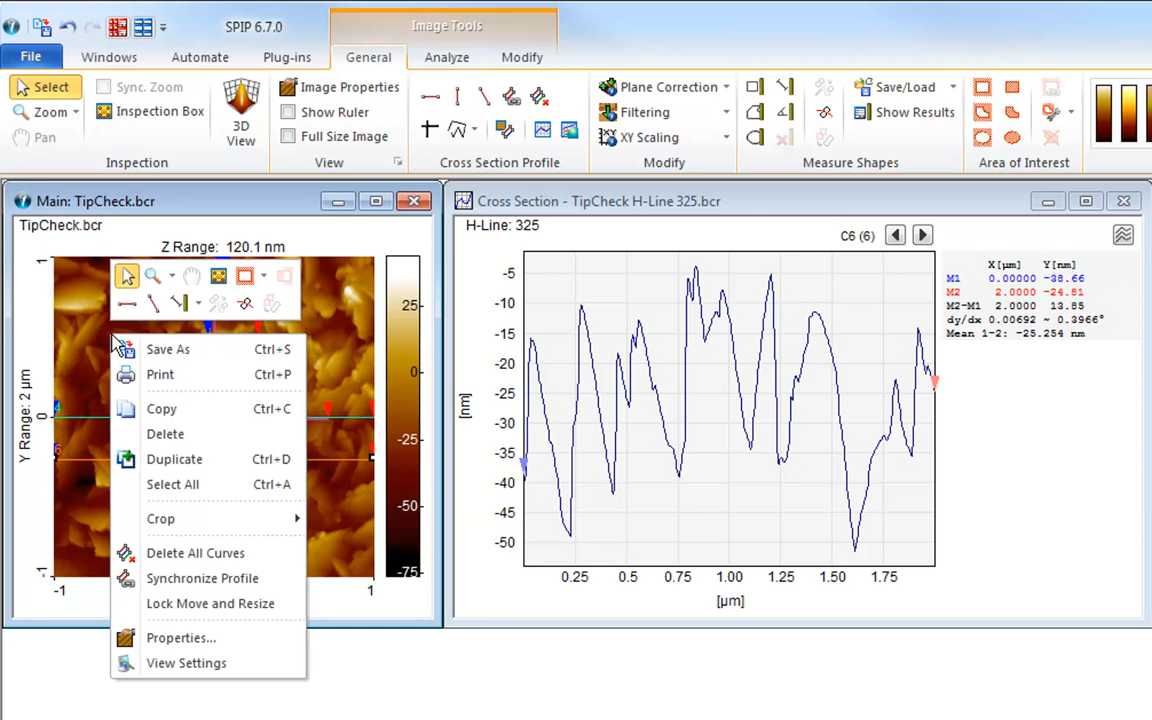 SPIP 6.7.0
Image Tools
File
Windows
Automate
Plug-ins
General
Analyze
Modify
Select
Zoom
Pan
Sync. Zoom
Inspection Box
3D
View
Inspection
Image Properties
Show Ruler
Full Size Image
View
Cross Section Profile
Plane Correction
Filtering
XY Scaling
Modify
Measure Shapes
Save/Load
Show Results
Area of Interest
Main: TipCheck.bcr
TipCheck.bcr
Z Range: 120.1 nm
Y Range: 2 µm
1
0
-1
-1
1
25
0
-25
-50
-75
Save As Ctrl+S
Print Ctrl+P
Copy Ctrl+C
Delete
Duplicate Ctrl+D
Select All Ctrl+A
Crop
Delete All Curves
Synchronize Profile
Lock Move and Resize
Properties...
View Settings
Cross Section - TipCheck H-Line 325.bcr
H-Line: 325
C6 (6)
[nm]
-5
-10
-15
-20
-25
-30
-35
-40
-45
-50
0.25 0.5 0.75 1.00 1.25 1.50 1.75
[µm]
X[µm] Y[nm]
M1 0.00000 -38.66
M2 2.0000 -24.81
M2-M1 2.0000 13.85
dy/dx 0.00692 ~ 0.3966°
Mean 1-2: -25.254 nm